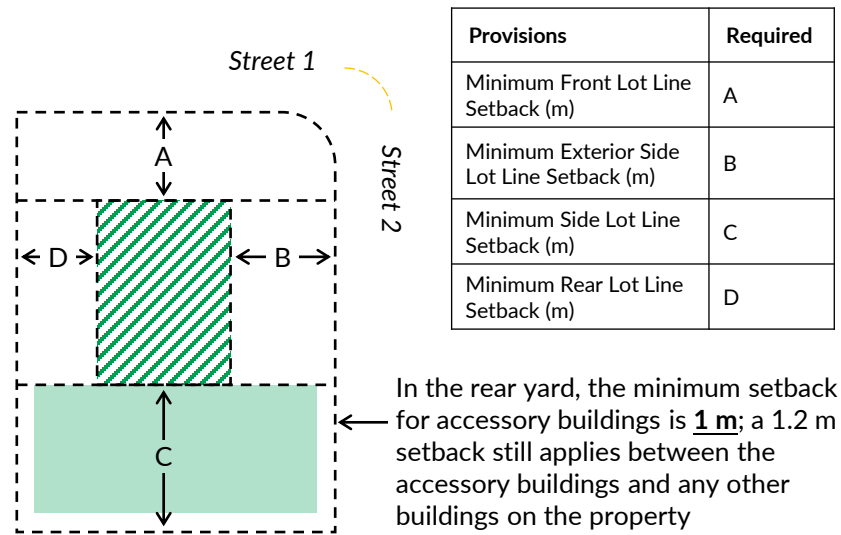 Street 1
Street 2
A
D
B
C
Provisions Required
Minimum Front Lot Line
Setback (m)
A
Minimum Exterior Side
Lot Line Setback (m)
B
Minimum Side Lot Line
Setback (m)
C
Minimum Rear Lot Line
Setback (m)
D
In the rear yard, the minimum setback
for accessory buildings is 1 m; a 1.2 m
setback still applies between the
accessory buildings and any other
buildings on the property